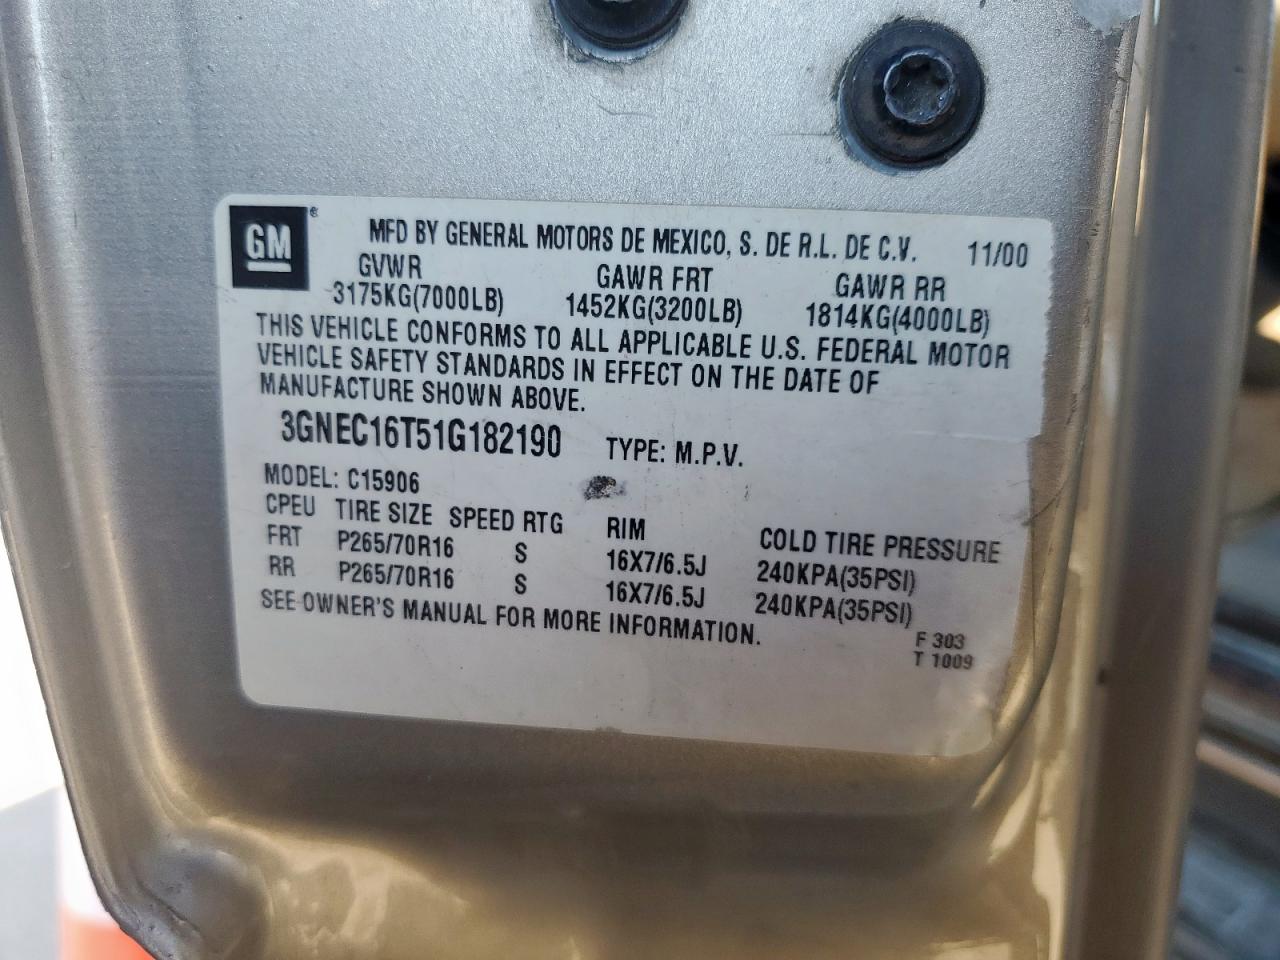 GM® MFD BY GENERAL MOTORS DE MEXICO, S. DE R.L. DE C.V. 11/00
GVWR GAWR FRT GAWR RR
3175KG(7000LB) 1452KG(3200LB) 1814KG(4000LB)
THIS VEHICLE CONFORMS TO ALL APPLICABLE U.S. FEDERAL MOTOR
VEHICLE SAFETY STANDARDS IN EFFECT ON THE DATE OF
MANUFACTURE SHOWN ABOVE.
3GNEC16T51G182190 TYPE: M.P.V.
MODEL: C15906
CPEU TIRE SIZE SPEED RTG RIM COLD TIRE PRESSURE
FRT P265/70R16 S 16X7/6.5J 240KPA(35PSI)
RR P265/70R16 S 16X7/6.5J 240KPA(35PSI)
SEE OWNER'S MANUAL FOR MORE INFORMATION.
F 303
T 1009